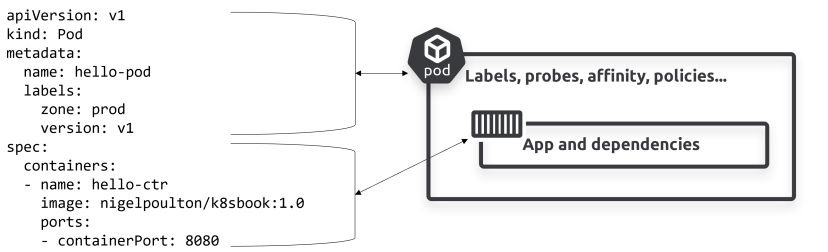 apiVersion: v1
kind: Pod
metadata:
  name: hello-pod
  labels:
    zone: prod
    version: v1
spec:
  containers:
  - name: hello-ctr
    image: nigelpoulton/k8sbook:1.0
    ports:
    - containerPort: 8080
pod
Labels, probes, affinity, policies...
App and dependencies